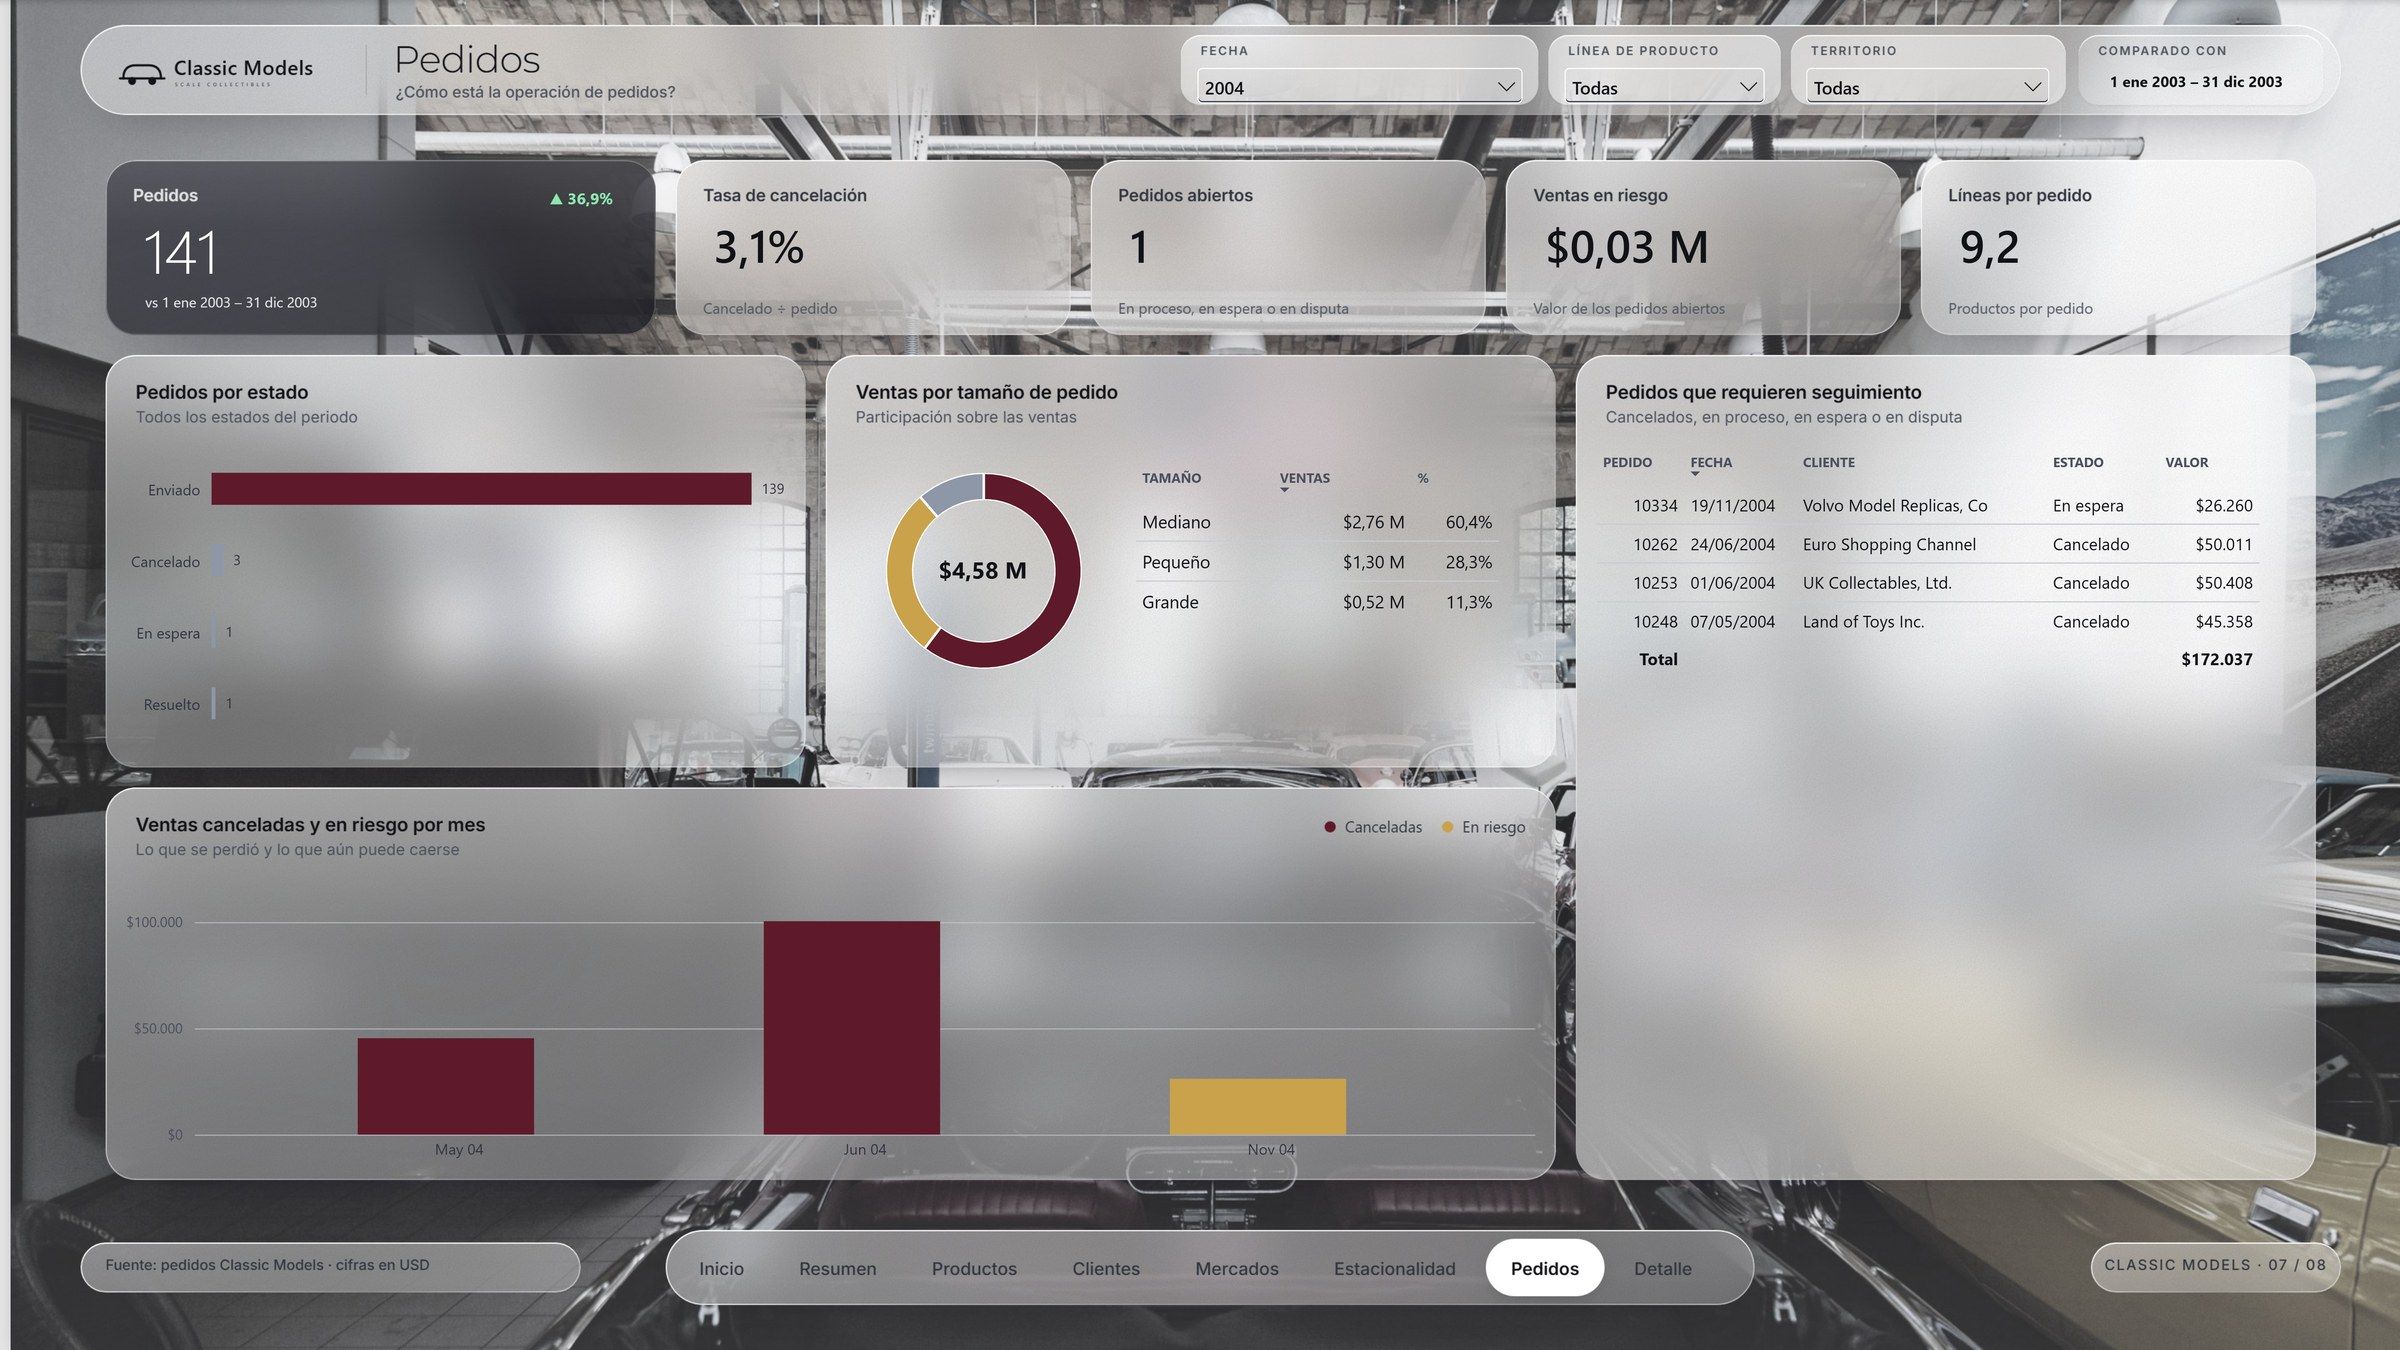 Classic Models
SCALE COLLECTIBLES
Pedidos
¿Cómo está la operación de pedidos?
FECHA
2004
LÍNEA DE PRODUCTO
Todas
TERRITORIO
Todas
COMPARADO CON
1 ene 2003 – 31 dic 2003
Pedidos
▲ 36,9%
141
vs 1 ene 2003 – 31 dic 2003
Tasa de cancelación
3,1%
Cancelado ÷ pedido
Pedidos abiertos
1
En proceso, en espera o en disputa
Ventas en riesgo
$0,03 M
Valor de los pedidos abiertos
Líneas por pedido
9,2
Productos por pedido
Pedidos por estado
Todos los estados del periodo
Enviado 139
Cancelado 3
En espera 1
Resuelto 1
Ventas por tamaño de pedido
Participación sobre las ventas
$4,58 M
TAMAÑO VENTAS %
Mediano $2,76 M 60,4%
Pequeño $1,30 M 28,3%
Grande $0,52 M 11,3%
Pedidos que requieren seguimiento
Cancelados, en proceso, en espera o en disputa
PEDIDO FECHA CLIENTE ESTADO VALOR
10334 19/11/2004 Volvo Model Replicas, Co En espera $26.260
10262 24/06/2004 Euro Shopping Channel Cancelado $50.011
10253 01/06/2004 UK Collectables, Ltd. Cancelado $50.408
10248 07/05/2004 Land of Toys Inc. Cancelado $45.358
Total $172.037
Ventas canceladas y en riesgo por mes
Lo que se perdió y lo que aún puede caerse
Canceladas En riesgo
$100.000
$50.000
$0
May 04 Jun 04 Nov 04
Fuente: pedidos Classic Models · cifras en USD
Inicio Resumen Productos Clientes Mercados Estacionalidad Pedidos Detalle
CLASSIC MODELS · 07 / 08